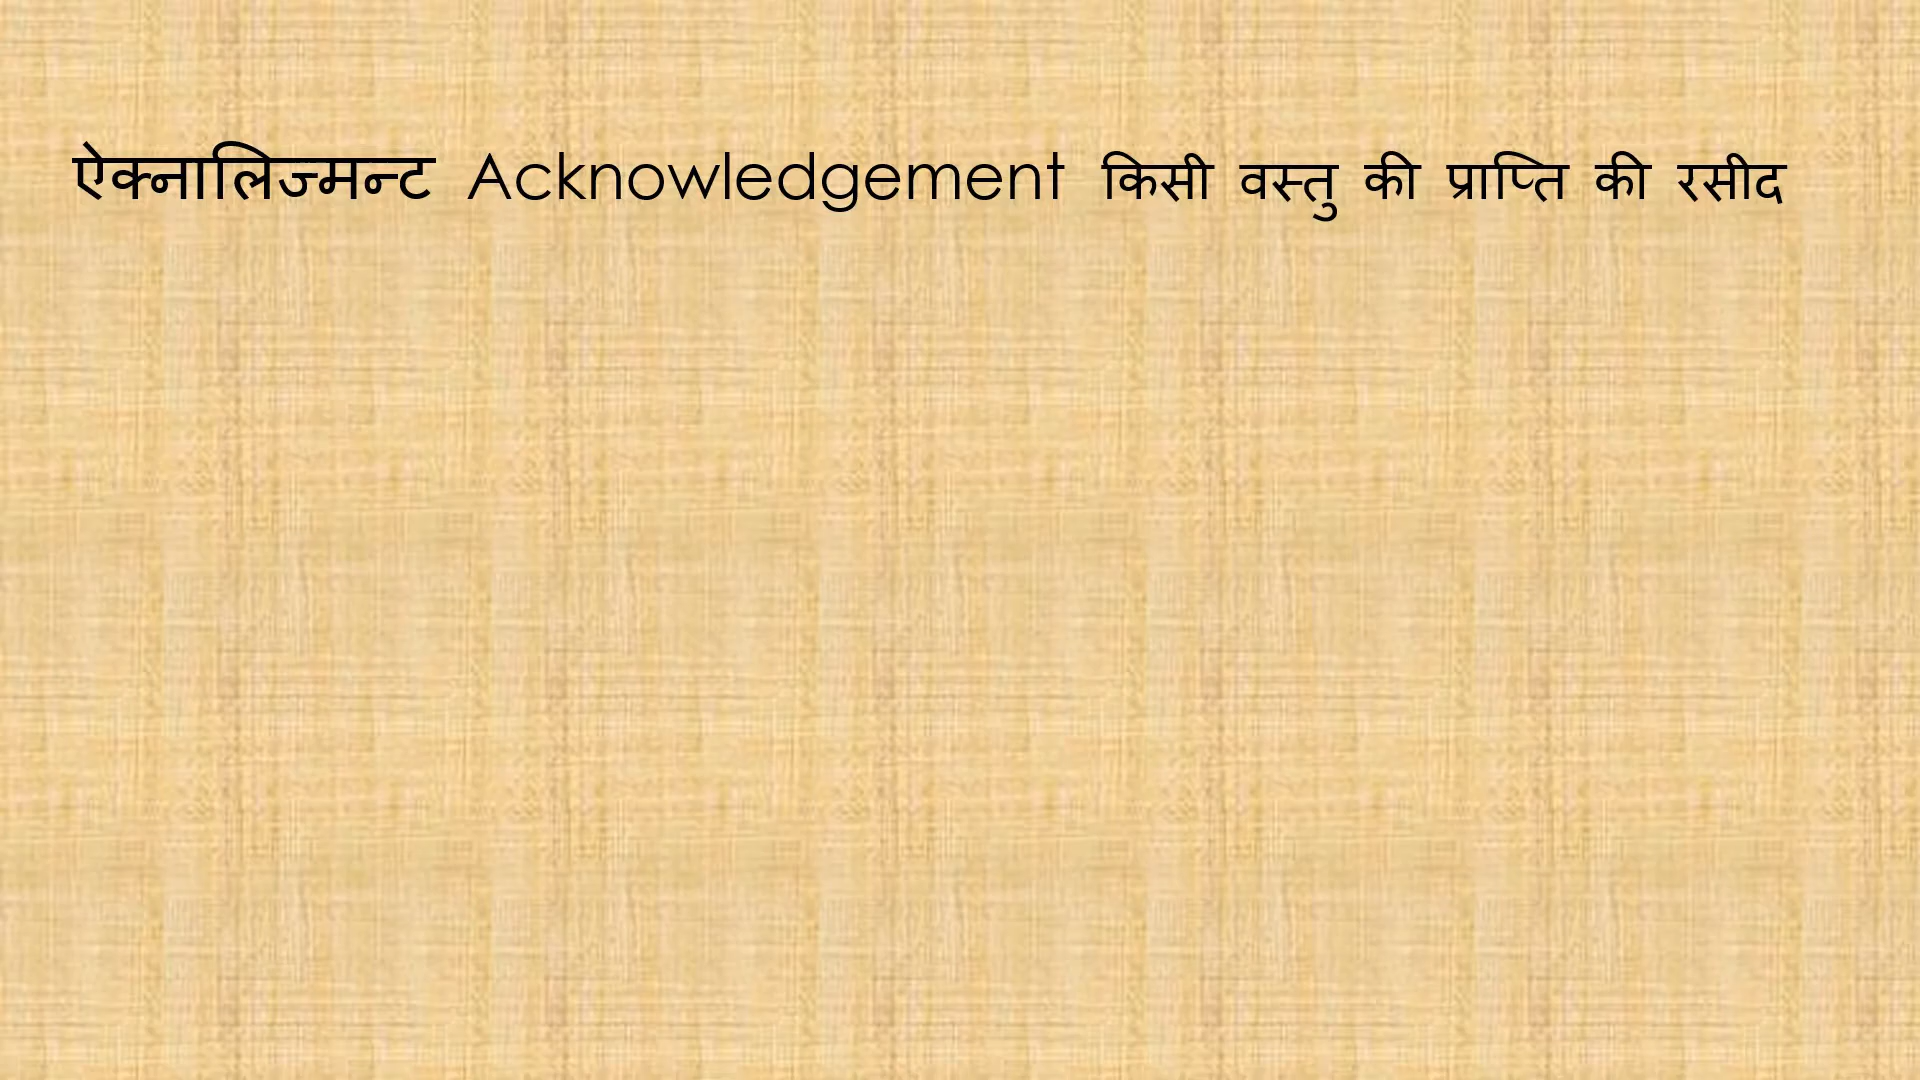 ऐक्नालिज्मन्ट Acknowledgement किसी वस्तु की प्राप्ति की रसीद